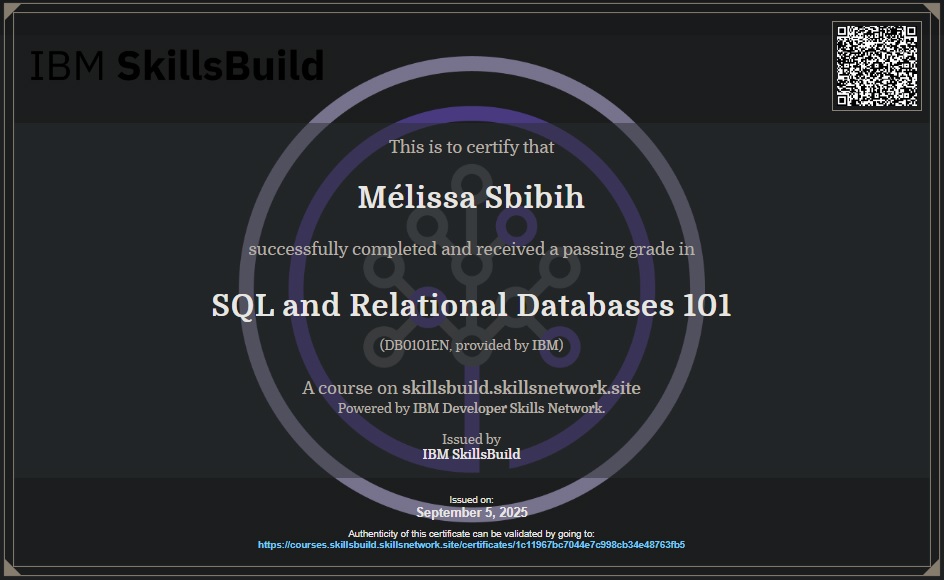 IBM SkillsBuild
This is to certify that
Mélissa Sbibih
successfully completed and received a passing grade in
SQL and Relational Databases 101
(DB0101EN, provided by IBM)
A course on skillsbuild.skillsnetwork.site
Powered by IBM Developer Skills Network.
Issued by
IBM SkillsBuild
Issued on:
September 5, 2025
Authenticity of this certificate can be validated by going to:
https://courses.skillsbuild.skillsnetwork.site/certificates/1c11967bc7044e7c998cb34e48763fb5